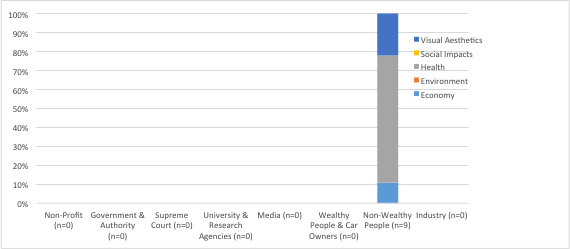 100%
90%
80%
70%
60%
50%
40%
30%
20%
10%
0%
Visual Aesthetics
Social Impacts
Health
Environment
Economy
Non-Profit
(n=0)
Government &
Authority
(n=0)
Supreme
Court (n=0)
University &
Research
Agencies (n=0)
Media (n=0)
Wealthy
People & Car
Owners (n=0)
Non-Wealthy
People (n=9)
Industry (n=0)